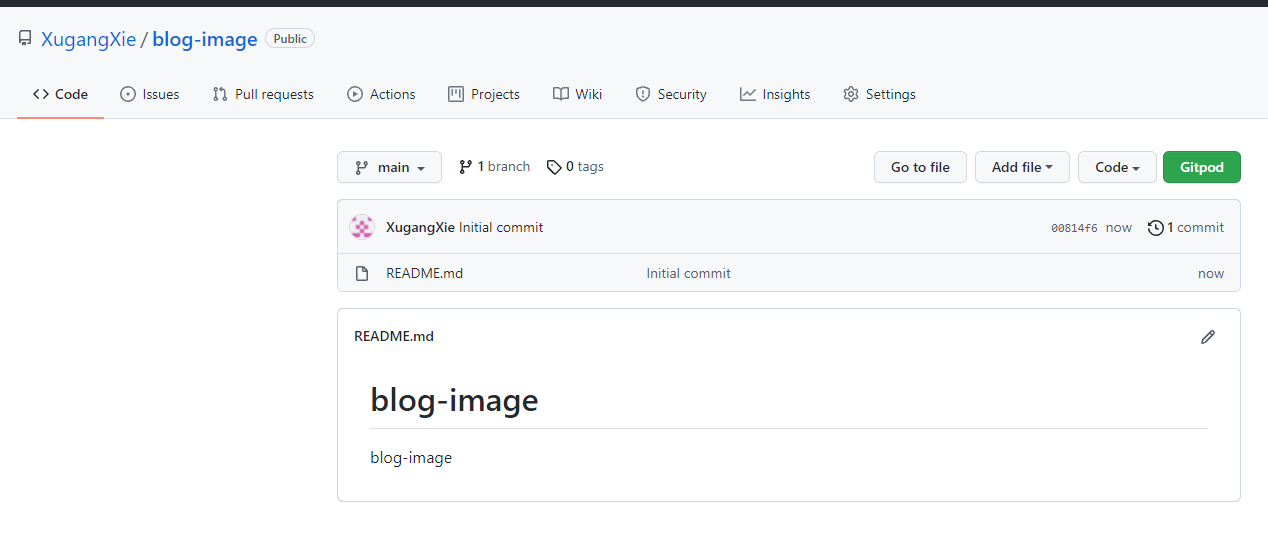 XugangXie / blog-image Public
Code Issues Pull requests Actions Projects Wiki Security Insights Settings
main 1 branch 0 tags Go to file Add file Code Gitpod
XugangXie Initial commit 00814f6 now 1 commit
README.md Initial commit now
README.md
blog-image
blog-image